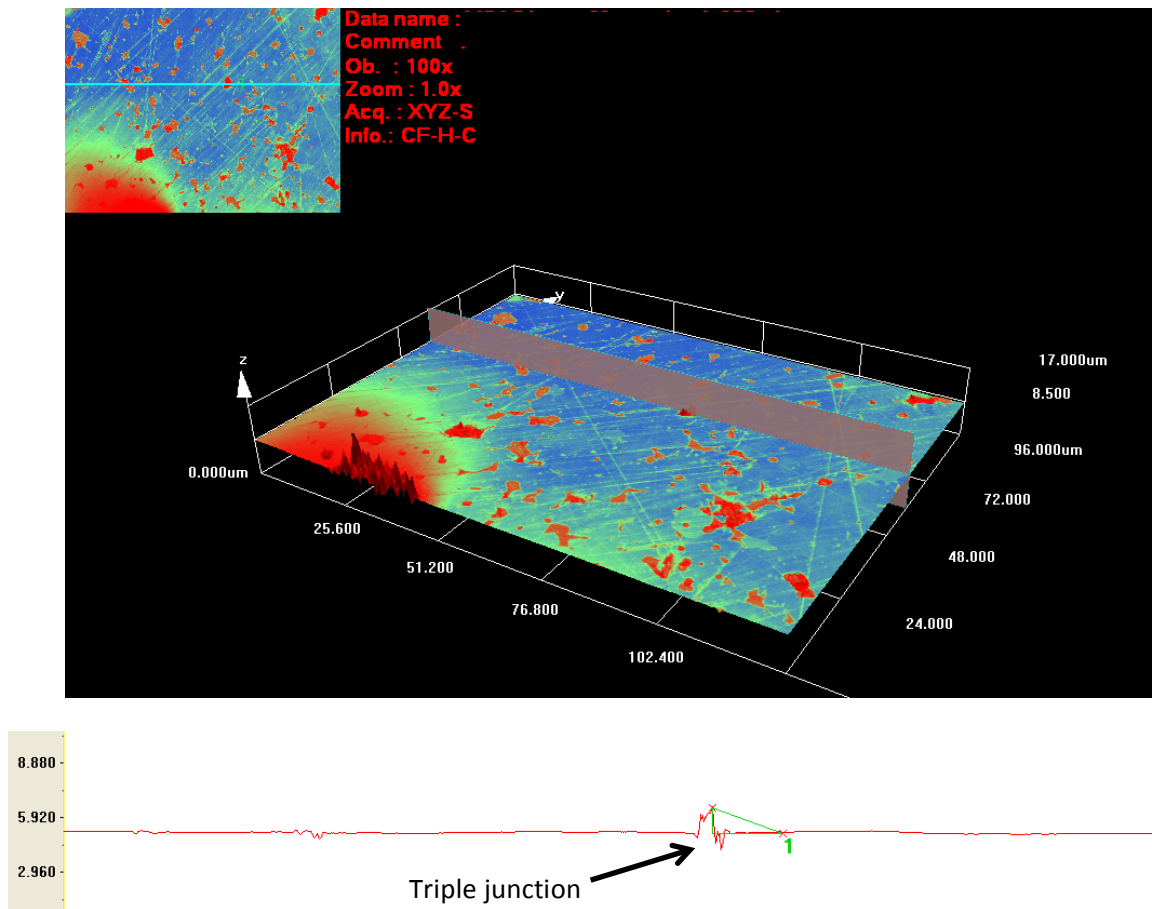 Data name :
Comment .
Ob. : 100x
Zoom : 1.0x
Acq. : XYZ-S
Info.: CF-H-C
y
z
17.000um
8.500
96.000um
0.000um
72.000
25.600
48.000
51.200
76.800
24.000
102.400
8.880
5.920
1
2.960
Triple junction